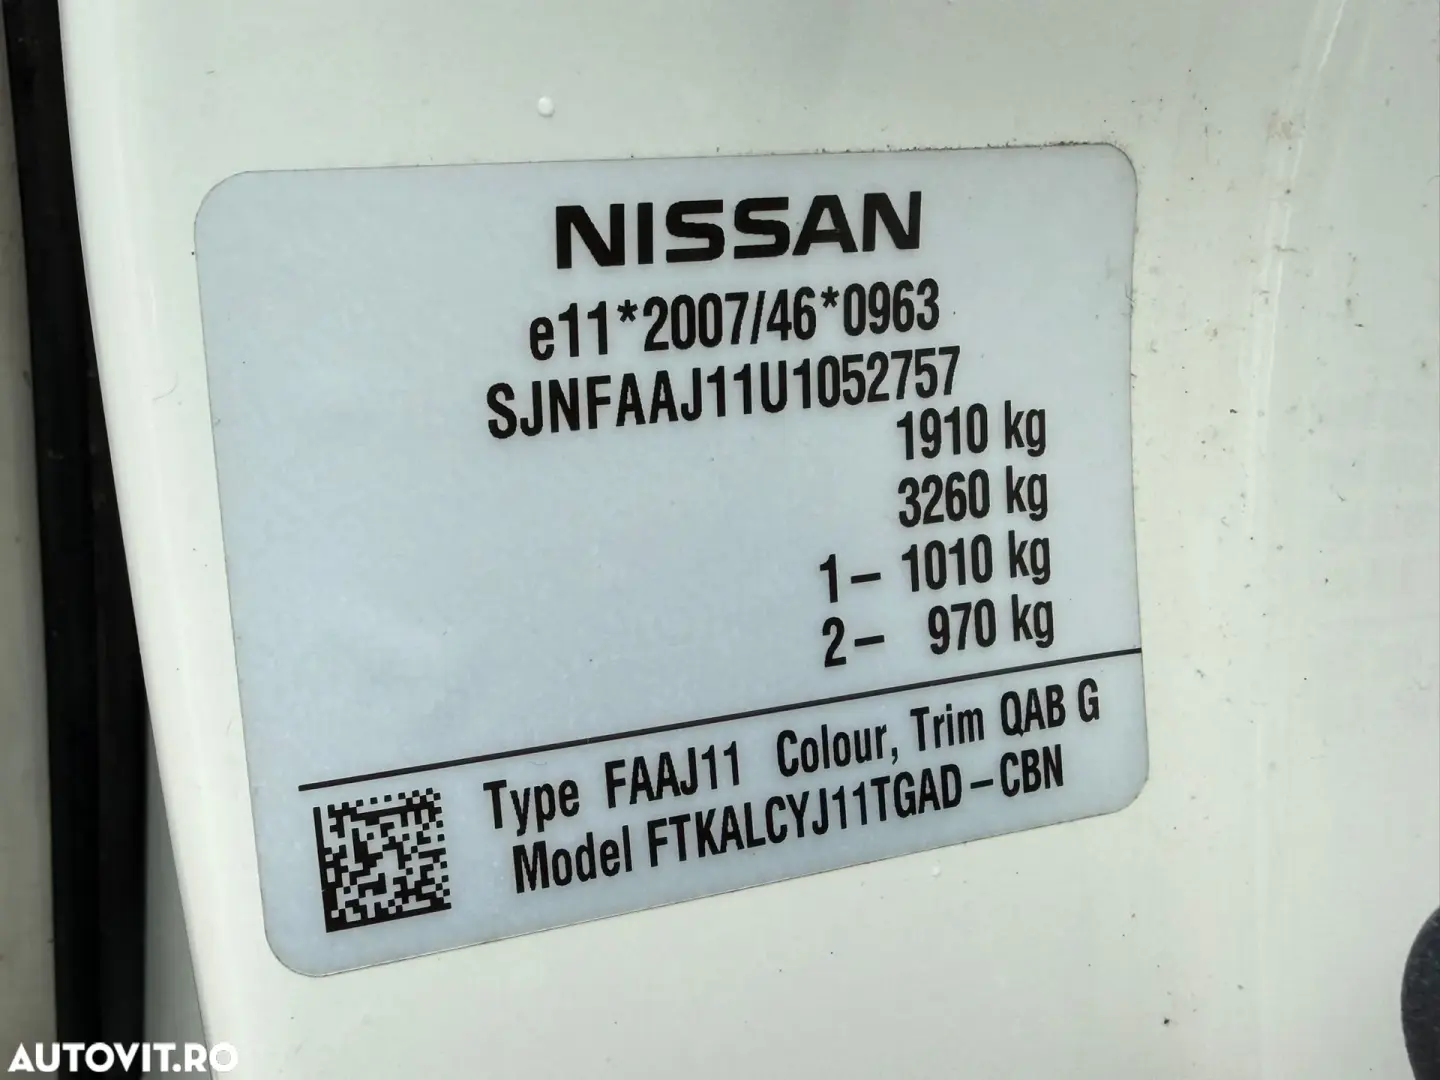 NISSAN
e11*2007/46*0963
SJNFAAJ11U1052757
1910 kg
3260 kg
1– 1010 kg
2– 970 kg
Type FAAJ11 Colour, Trim QAB G
Model FTKALCYJ11TGAD–CBN
AUTOVIT.RO